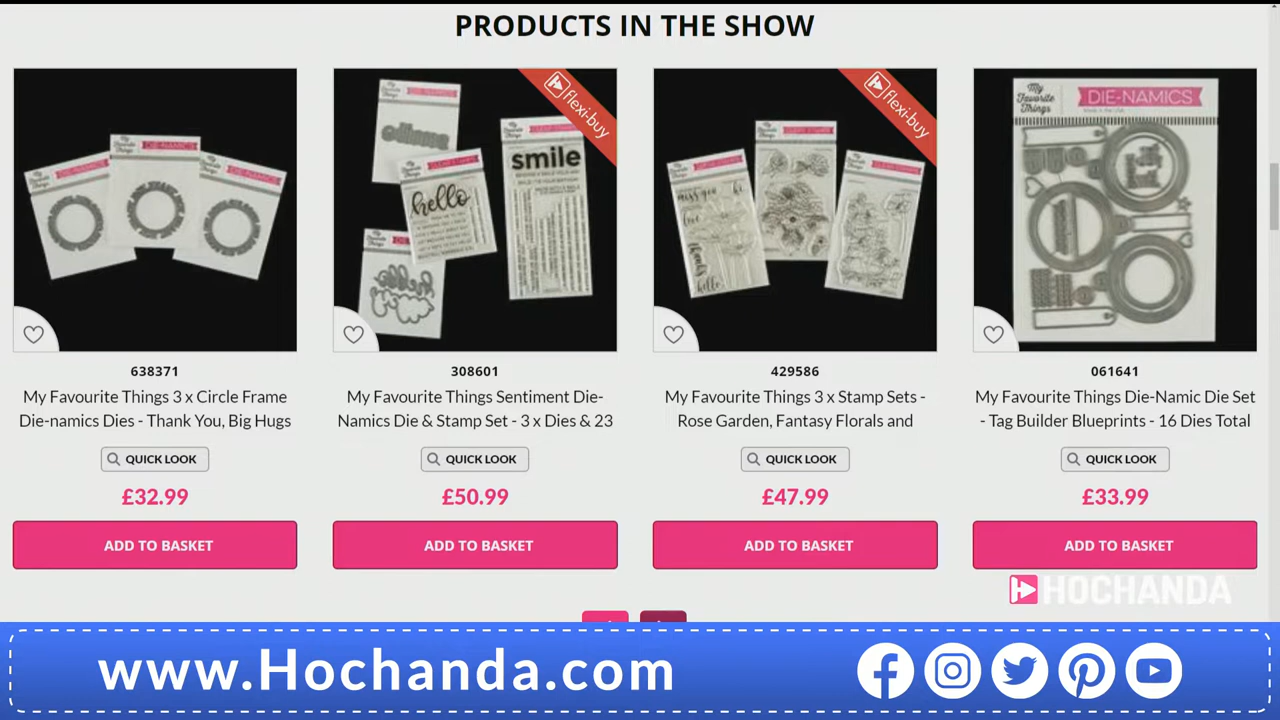 PRODUCTS IN THE SHOW
flexi-buy
flexi-buy
My
Favorite
Things
DIE-NAMICS
smile
hello
638371
308601
429586
061641
My Favourite Things 3 x Circle Frame
Die-namics Dies - Thank You, Big Hugs
My Favourite Things Sentiment Die-
Namics Die & Stamp Set - 3 x Dies & 23
My Favourite Things 3 x Stamp Sets -
Rose Garden, Fantasy Florals and
My Favourite Things Die-Namic Die Set
- Tag Builder Blueprints - 16 Dies Total
QUICK LOOK
QUICK LOOK
QUICK LOOK
QUICK LOOK
£32.99
£50.99
£47.99
£33.99
ADD TO BASKET
ADD TO BASKET
ADD TO BASKET
ADD TO BASKET
HOCHANDA
www.Hochanda.com